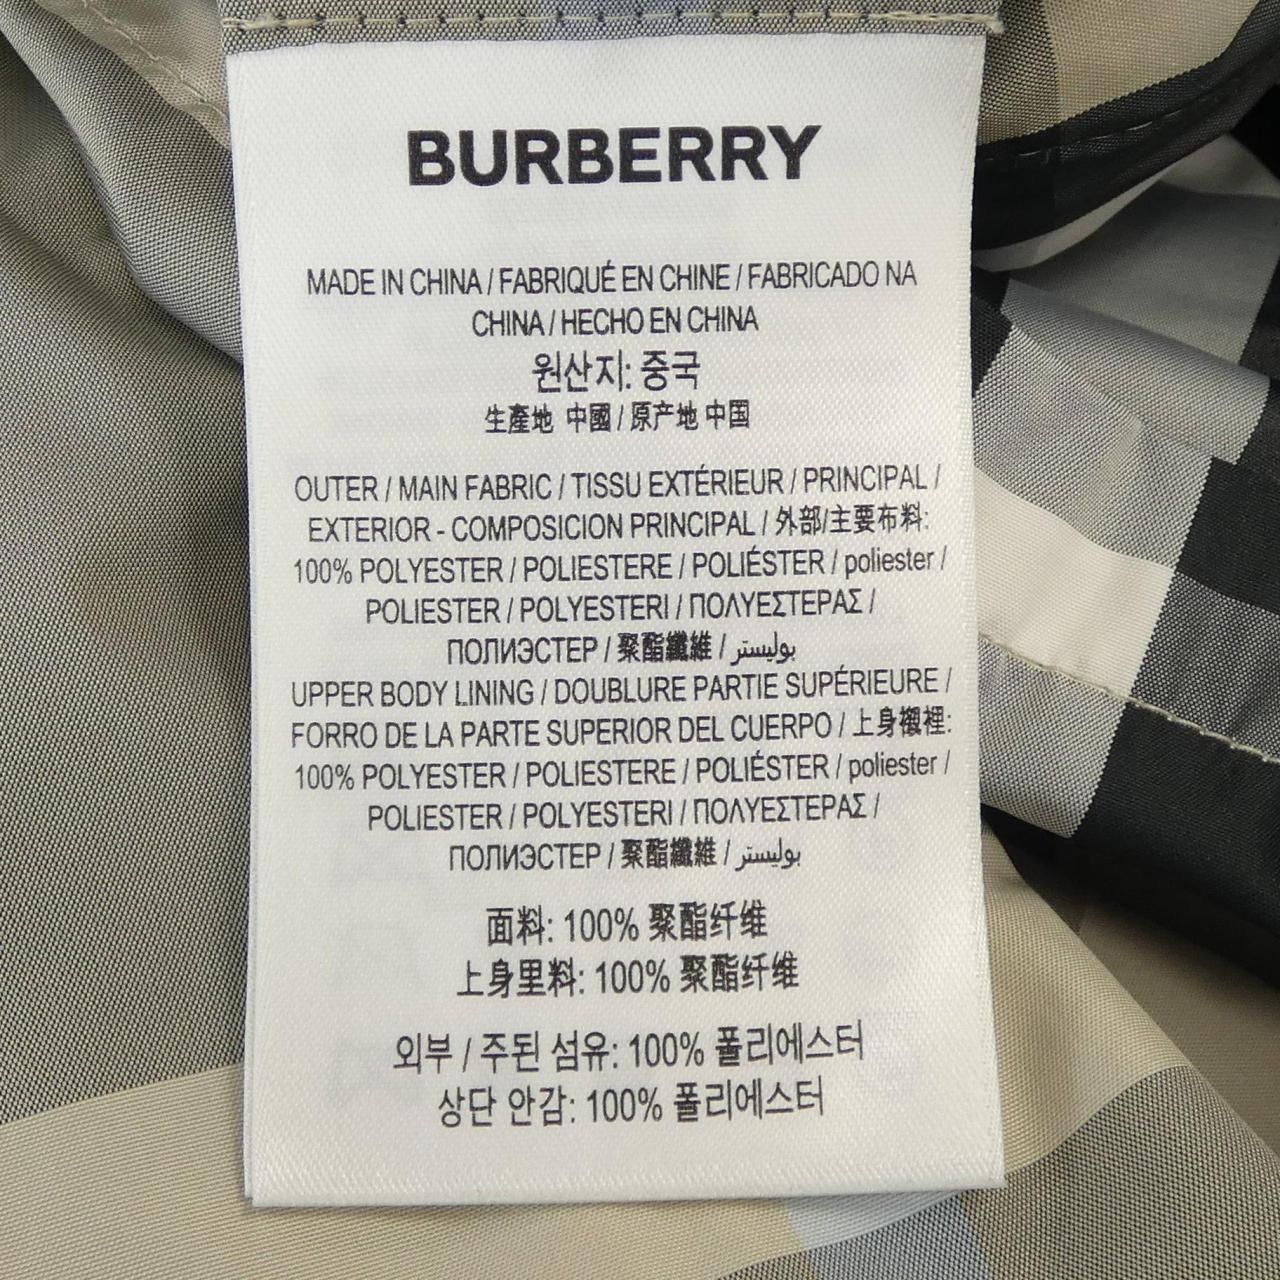 BURBERRY
MADE IN CHINA / FABRIQUÉ EN CHINE / FABRICADO NA
CHINA / HECHO EN CHINA
원산지: 중국
生產地 中國 / 原产地 中国
OUTER / MAIN FABRIC / TISSU EXTÉRIEUR / PRINCIPAL /
EXTERIOR - COMPOSICION PRINCIPAL / 外部/主要布料:
100% POLYESTER / POLIESTERE / POLIÉSTER / poliester /
POLIESTER / POLYESTERI / ΠΟΛΥΕΣΤΕΡΑΣ /
ПОЛИЭСТЕР / 聚酯纖維 / بوليستر
UPPER BODY LINING / DOUBLURE PARTIE SUPÉRIEURE /
FORRO DE LA PARTE SUPERIOR DEL CUERPO / 上身襯裡:
100% POLYESTER / POLIESTERE / POLIÉSTER / poliester /
POLIESTER / POLYESTERI / ΠΟΛΥΕΣΤΕΡΑΣ /
ПОЛИЭСТЕР / 聚酯纖維 / بوليستر
面料: 100% 聚酯纤维
上身里料: 100% 聚酯纤维
외부 / 주된 섬유: 100% 폴리에스터
상단 안감: 100% 폴리에스터